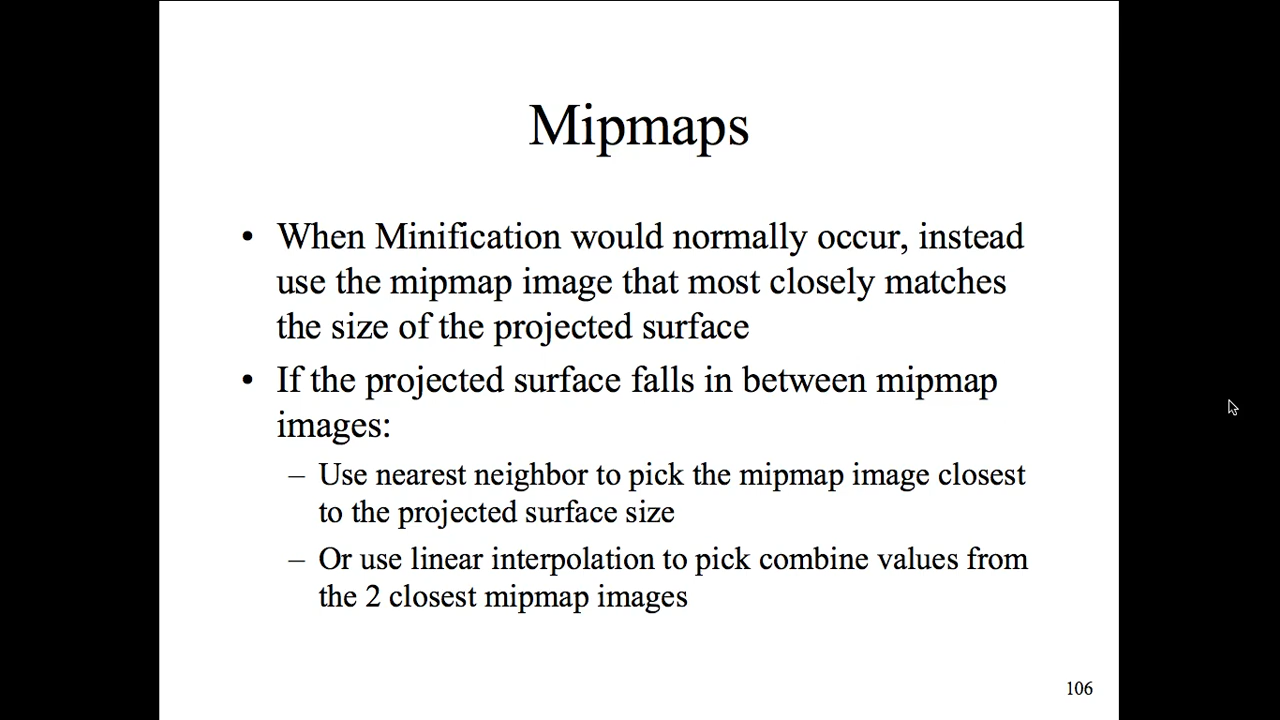 Mipmaps
• When Minification would normally occur, instead
use the mipmap image that most closely matches
the size of the projected surface
• If the projected surface falls in between mipmap
images:
– Use nearest neighbor to pick the mipmap image closest
to the projected surface size
– Or use linear interpolation to pick combine values from
the 2 closest mipmap images
106